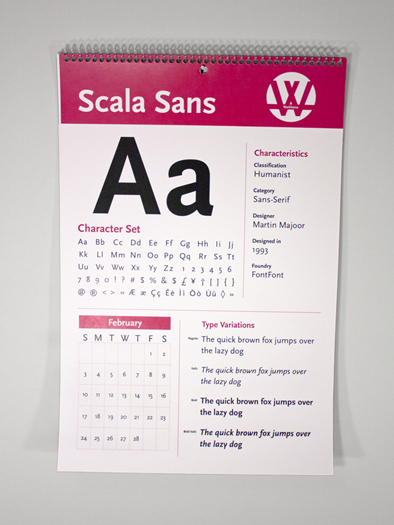 Scala Sans
Aa
Character Set
Aa Bb Cc Dd Ee Ff Gg Hh Ii Jj
Kk Ll Mm Nn Oo Pp Qq Rr Ss Tt
Uu Vv Ww Xx Yy Zz 1 2 3 4 5 6
7 8 9 0 ! ? # $ % & $ £ ¥ † [ ] { }
@ ® < > « Æ æ Çç Êè Ìì Òò Úü ◊ »
Characteristics
Classification
Humanist
Category
Sans-Serif
Designer
Martin Majoor
Designed in
1993
Foundry
FontFont
February
S M T W T F S
1 2
3 4 5 6 7 8 9
10 11 12 13 14 15 16
17 18 19 20 21 22 23
24 25 26 27 28
Type Variations
Regular
The quick brown fox jumps over
the lazy dog
Italic
The quick brown fox jumps over
the lazy dog
Bold
The quick brown fox jumps over
the lazy dog
Bold Italic
The quick brown fox jumps over
the lazy dog